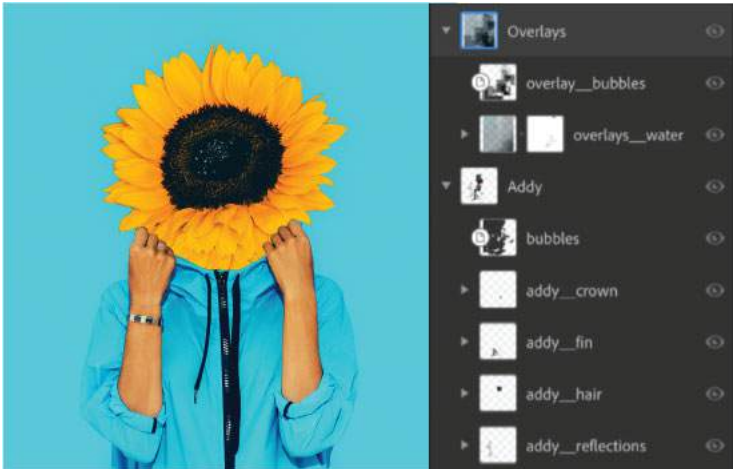 Overlays
overlay__bubbles
overlays__water
Addy
bubbles
addy__crown
addy__fin
addy__hair
addy__reflections